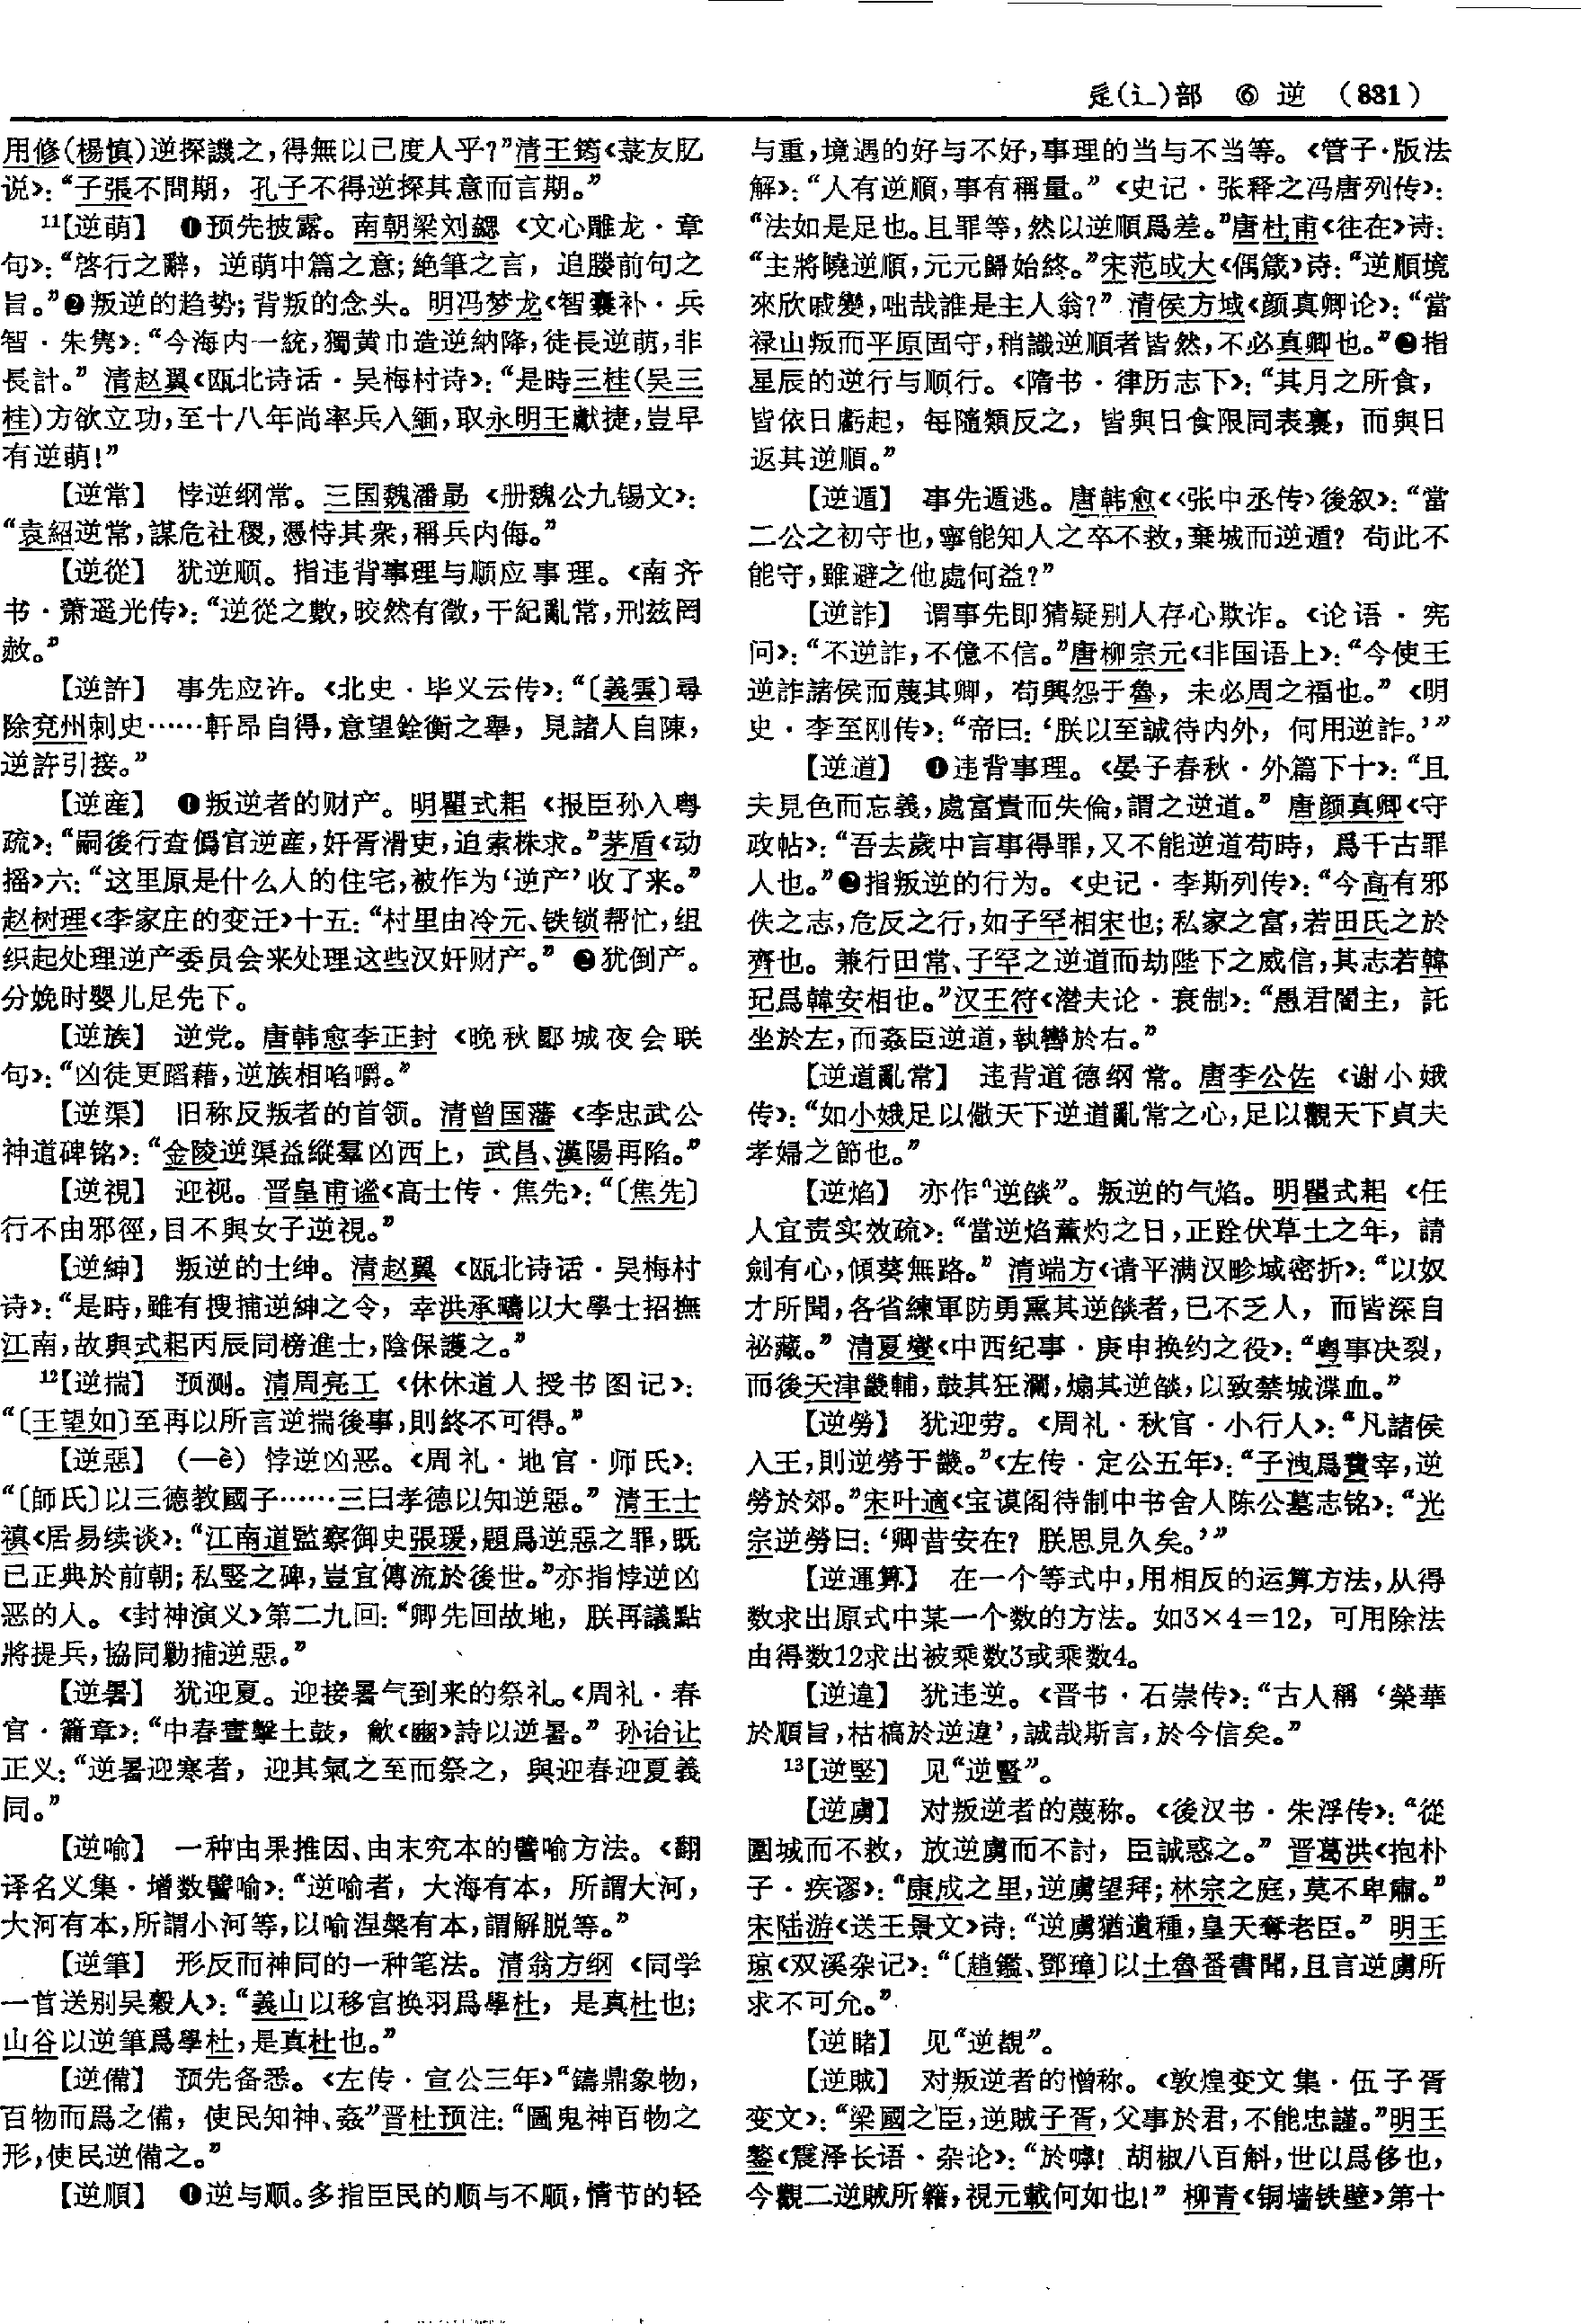 辵(辶)部　⑥ 逆　(831)
用修(楊慎)逆探譏之,得無以己度人乎?”清王筠《菉友肊
说》:“子張不問期，孔子不得逆探其意而言期。”
11【逆萌】　❶预先披露。南朝梁刘勰《文心雕龙·章
句》:“啓行之辭，逆萌中篇之意;絶筆之言，追媵前句之
旨。”❷叛逆的趋势;背叛的念头。明冯梦龙《智囊补·兵
智·朱隽》:“今海内一統,獨黄巾造逆納降,徒長逆萌,非
長計。”清赵翼《瓯北诗话·吴梅村诗》:“是時三桂(吴三
桂)方欲立功,至十八年尚率兵入緬,取永明王獻捷,豈早
有逆萌!”
【逆常】　悖逆纲常。三国魏潘勗《册魏公九锡文》:
“袁紹逆常,謀危社稷,憑恃其衆,稱兵内侮。”
【逆從】　犹逆顺。指违背事理与顺应事理。《南齐
书·萧遥光传》:“逆從之數,皎然有徵,干紀亂常,刑兹罔
赦。”
【逆許】　事先应许。《北史·毕义云传》:“〔義雲〕尋
除兗州刺史……軒昂自得,意望銓衡之舉，見諸人自陳，
逆許引接。”
【逆産】　❶叛逆者的财产。明瞿式耜《报臣孙入粤
疏》:“嗣後行查僞官逆産,奸胥滑吏,追索株求。”茅盾《动
摇》六:“这里原是什么人的住宅,被作为‘逆产’收了来。”
赵树理《李家庄的变迁》十五:“村里由冷元、铁锁帮忙,组
织起处理逆产委员会来处理这些汉奸财产。”❷犹倒产。
分娩时婴儿足先下。
【逆族】　逆党。唐韩愈李正封《晚秋郾城夜会联
句》:“凶徒更蹈藉,逆族相啗嚼。”
【逆渠】　旧称反叛者的首领。清曾国藩《李忠武公
神道碑铭》:“金陵逆渠益縱羣凶西上，武昌、漢陽再陷。”
【逆視】　迎视。晋皇甫谧《高士传·焦先》:“〔焦先〕
行不由邪徑,目不與女子逆視。”
【逆紳】　叛逆的士绅。清赵翼《瓯北诗话·吴梅村
诗》:“是時,雖有搜捕逆紳之令，幸洪承疇以大學士招撫
江南,故與式耜丙辰同榜進士,陰保護之。”
12【逆揣】　预测。清周亮工《休休道人授书图记》:
“〔王望如〕至再以所言逆揣後事,則終不可得。”
【逆惡】　(—è)悖逆凶恶。《周礼·地官·师氏》:
“〔師氏〕以三德教國子……三曰孝德以知逆惡。”清王士
禛《居易续谈》:“江南道監察御史張瑗,題爲逆惡之罪,既
已正典於前朝;私竪之碑,豈宜傳流於後世。”亦指悖逆凶
恶的人。《封神演义》第二九回:“卿先回故地，朕再議點
將提兵,協同勦捕逆惡。”
【逆暑】　犹迎夏。迎接暑气到来的祭礼。《周礼·春
官·籥章》:“中春晝擊土鼓，龡《豳》詩以逆暑。”孙诒让
正义:“逆暑迎寒者，迎其氣之至而祭之，與迎春迎夏義
同。”
【逆喻】　一种由果推因、由末究本的譬喻方法。《翻
译名义集·增数譬喻》:“逆喻者，大海有本，所謂大河，
大河有本,所謂小河等,以喻涅槃有本,謂解脱等。”
【逆筆】　形反而神同的一种笔法。清翁方纲《同学
一首送别吴穀人》:“義山以移宫换羽爲學杜，是真杜也;
山谷以逆筆爲學杜,是真杜也。”
【逆備】　预先备悉。《左传·宣公三年》“鑄鼎象物，
百物而爲之備，使民知神、姦”晋杜预注:“圖鬼神百物之
形,使民逆備之。”
【逆順】　❶逆与顺。多指臣民的顺与不顺,情节的轻
与重,境遇的好与不好,事理的当与不当等。《管子·版法
解》:“人有逆順,事有稱量。”《史记·张释之冯唐列传》:
“法如是足也。且罪等,然以逆順爲差。”唐杜甫《往在》诗:
“主將曉逆順,元元歸始終。”宋范成大《偶箴》诗:“逆順境
來欣戚變,咄哉誰是主人翁?”清侯方域《颜真卿论》:“當
禄山叛而平原固守,稍識逆順者皆然,不必真卿也。”❷指
星辰的逆行与顺行。《隋书·律历志下》:“其月之所食，
皆依日虧起，每隨類反之，皆與日食限同表裏，而與日
返其逆順。”
【逆遁】　事先遁逃。唐韩愈《〈张中丞传〉後叙》:“當
二公之初守也,寧能知人之卒不救,棄城而逆遁?苟此不
能守,雖避之他處何益?”
【逆詐】　谓事先即猜疑别人存心欺诈。《论语·宪
问》:“不逆詐,不億不信。”唐柳宗元《非国语上》:“今使王
逆詐諸侯而蔑其卿，苟興怨于魯，未必周之福也。”《明
史·李至刚传》:“帝曰:‘朕以至誠待内外，何用逆詐。’”
【逆道】　❶违背事理。《晏子春秋·外篇下十》:“且
夫見色而忘義,處富貴而失倫,謂之逆道。”唐颜真卿《守
政帖》:“吾去歲中言事得罪,又不能逆道苟時，爲千古罪
人也。”❷指叛逆的行为。《史记·李斯列传》:“今高有邪
佚之志,危反之行,如子罕相宋也;私家之富,若田氏之於
齊也。兼行田常、子罕之逆道而劫陛下之威信,其志若韓
玘爲韓安相也。”汉王符《潜夫论·衰制》:“愚君闇主，託
坐於左,而姦臣逆道,執轡於右。”
【逆道亂常】　违背道德纲常。唐李公佐《谢小娥
传》:“如小娥足以儆天下逆道亂常之心,足以觀天下貞夫
孝婦之節也。”
【逆焰】　亦作“逆燄”。叛逆的气焰。明瞿式耜《任
人宜责实效疏》:“當逆焰薰灼之日,正跧伏草土之年，請
劍有心,傾葵無路。”清端方《请平满汉畛域密折》:“以奴
才所聞,各省練軍防勇熏其逆燄者,已不乏人，而皆深自
祕藏。”清夏燮《中西纪事·庚申换约之役》:“粤事决裂，
而後天津畿輔,鼓其狂瀾,煽其逆燄,以致禁城渫血。”
【逆勞】　犹迎劳。《周礼·秋官·小行人》:“凡諸侯
入王,則逆勞于畿。”《左传·定公五年》:“子洩爲費宰,逆
勞於郊。”宋叶適《宝谟阁待制中书舍人陈公墓志铭》:“光
宗逆勞曰:‘卿昔安在?朕思見久矣。’”
【逆運算】　在一个等式中,用相反的运算方法,从得
数求出原式中某一个数的方法。如3×4=12，可用除法
由得数12求出被乘数3或乘数4。
【逆違】　犹违逆。《晋书·石崇传》:“古人稱‘榮華
於順旨,枯槁於逆違’,誠哉斯言,於今信矣。”
13【逆竪】　见“逆豎”。
【逆虜】　对叛逆者的蔑称。《後汉书·朱浮传》:“從
圍城而不救，放逆虜而不討，臣誠惑之。”晋葛洪《抱朴
子·疾谬》:“康成之里,逆虜望拜;林宗之庭,莫不卑肅。”
宋陆游《送王景文》诗:“逆虜猶遺種,皇天奪老臣。”明王
琼《双溪杂记》:“〔趙鑑、鄧璋〕以土魯番書聞,且言逆虜所
求不可允。”
【逆睹】　见“逆覩”。
【逆賊】　对叛逆者的憎称。《敦煌变文集·伍子胥
变文》:“梁國之臣,逆賊子胥,父事於君,不能忠謹。”明王
鏊《震泽长语·杂论》:“於嘑!胡椒八百斛,世以爲侈也，
今觀二逆賊所籍,視元載何如也!”柳青《铜墙铁壁》第十